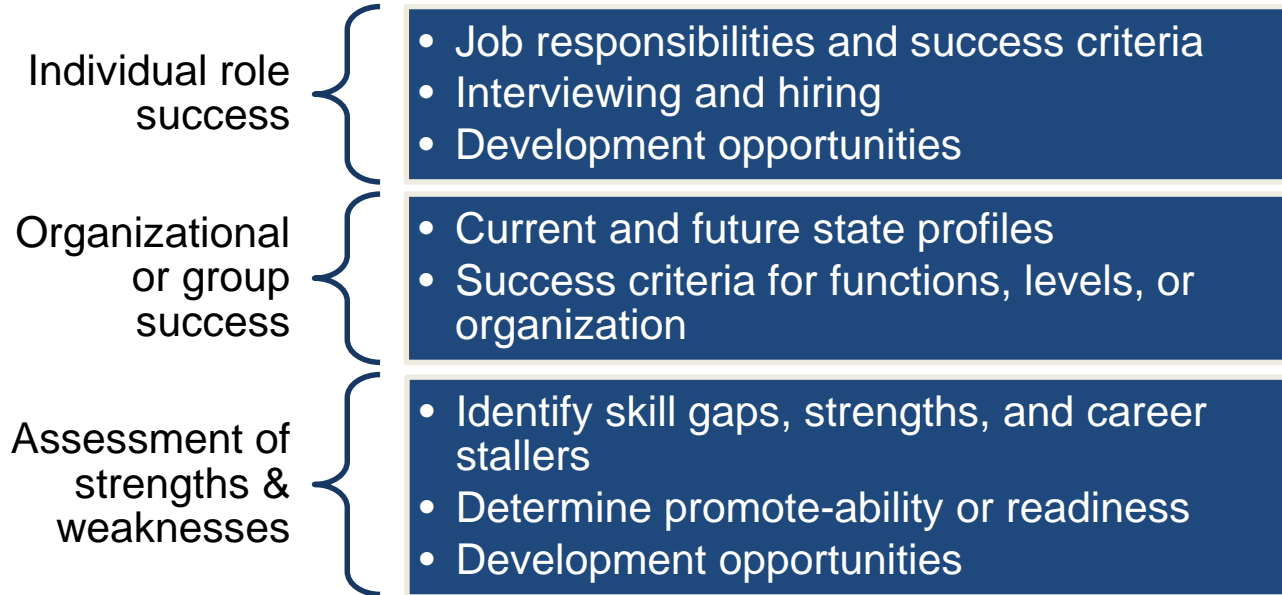 Individual role
success
• Job responsibilities and success criteria
• Interviewing and hiring
• Development opportunities
Organizational
or group
success
• Current and future state profiles
• Success criteria for functions, levels, or
organization
Assessment of
strengths &
weaknesses
• Identify skill gaps, strengths, and career
stallers
• Determine promote-ability or readiness
• Development opportunities